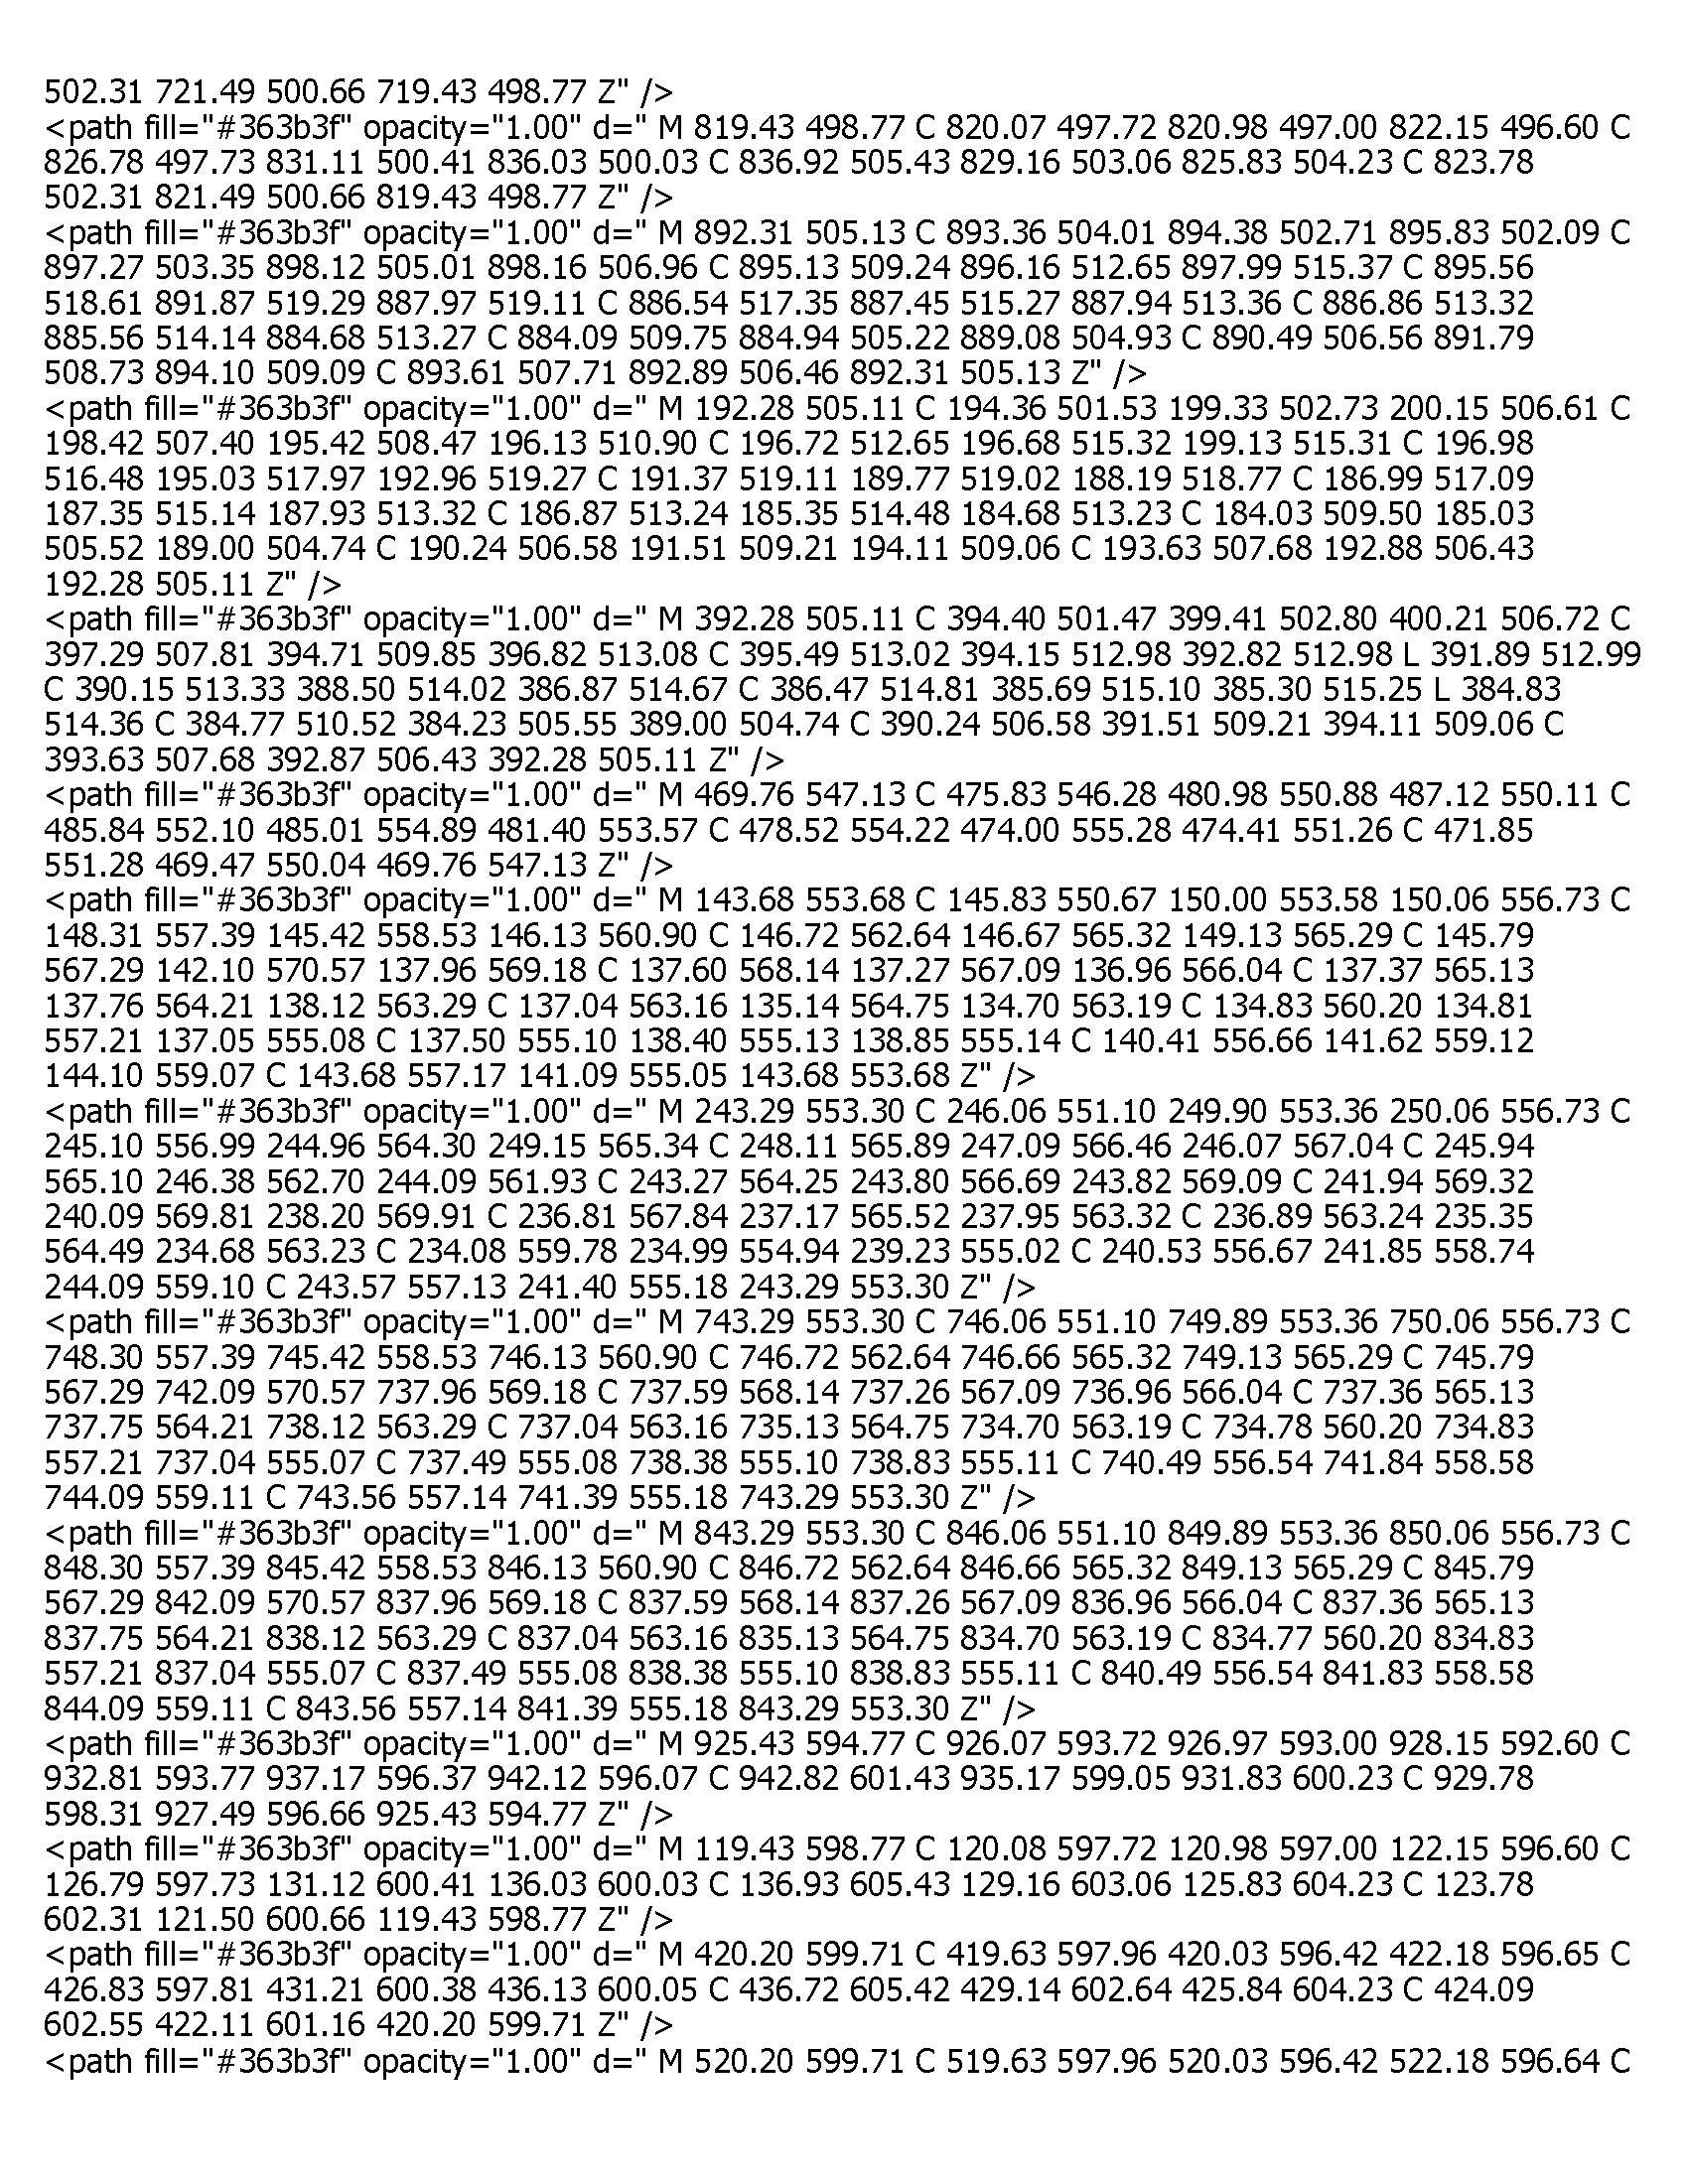 502.31 721.49 500.66 719.43 498.77 Z" />
<path fill="#363b3f" opacity="1.00" d=" M 819.43 498.77 C 820.07 497.72 820.98 497.00 822.15 496.60 C
826.78 497.73 831.11 500.41 836.03 500.03 C 836.92 505.43 829.16 503.06 825.83 504.23 C 823.78
502.31 821.49 500.66 819.43 498.77 Z" />
<path fill="#363b3f" opacity="1.00" d=" M 892.31 505.13 C 893.36 504.01 894.38 502.71 895.83 502.09 C
897.27 503.35 898.12 505.01 898.16 506.96 C 895.13 509.24 896.16 512.65 897.99 515.37 C 895.56
518.61 891.87 519.29 887.97 519.11 C 886.54 517.35 887.45 515.27 887.94 513.36 C 886.86 513.32
885.56 514.14 884.68 513.27 C 884.09 509.75 884.94 505.22 889.08 504.93 C 890.49 506.56 891.79
508.73 894.10 509.09 C 893.61 507.71 892.89 506.46 892.31 505.13 Z" />
<path fill="#363b3f" opacity="1.00" d=" M 192.28 505.11 C 194.36 501.53 199.33 502.73 200.15 506.61 C
198.42 507.40 195.42 508.47 196.13 510.90 C 196.72 512.65 196.68 515.32 199.13 515.31 C 196.98
516.48 195.03 517.97 192.96 519.27 C 191.37 519.11 189.77 519.02 188.19 518.77 C 186.99 517.09
187.35 515.14 187.93 513.32 C 186.87 513.24 185.35 514.48 184.68 513.23 C 184.03 509.50 185.03
505.52 189.00 504.74 C 190.24 506.58 191.51 509.21 194.11 509.06 C 193.63 507.68 192.88 506.43
192.28 505.11 Z" />
<path fill="#363b3f" opacity="1.00" d=" M 392.28 505.11 C 394.40 501.47 399.41 502.80 400.21 506.72 C
397.29 507.81 394.71 509.85 396.82 513.08 C 395.49 513.02 394.15 512.98 392.82 512.98 L 391.89 512.99
C 390.15 513.33 388.50 514.02 386.87 514.67 C 386.47 514.81 385.69 515.10 385.30 515.25 L 384.83
514.36 C 384.77 510.52 384.23 505.55 389.00 504.74 C 390.24 506.58 391.51 509.21 394.11 509.06 C
393.63 507.68 392.87 506.43 392.28 505.11 Z" />
<path fill="#363b3f" opacity="1.00" d=" M 469.76 547.13 C 475.83 546.28 480.98 550.88 487.12 550.11 C
485.84 552.10 485.01 554.89 481.40 553.57 C 478.52 554.22 474.00 555.28 474.41 551.26 C 471.85
551.28 469.47 550.04 469.76 547.13 Z" />
<path fill="#363b3f" opacity="1.00" d=" M 143.68 553.68 C 145.83 550.67 150.00 553.58 150.06 556.73 C
148.31 557.39 145.42 558.53 146.13 560.90 C 146.72 562.64 146.67 565.32 149.13 565.29 C 145.79
567.29 142.10 570.57 137.96 569.18 C 137.60 568.14 137.27 567.09 136.96 566.04 C 137.37 565.13
137.76 564.21 138.12 563.29 C 137.04 563.16 135.14 564.75 134.70 563.19 C 134.83 560.20 134.81
557.21 137.05 555.08 C 137.50 555.10 138.40 555.13 138.85 555.14 C 140.41 556.66 141.62 559.12
144.10 559.07 C 143.68 557.17 141.09 555.05 143.68 553.68 Z" />
<path fill="#363b3f" opacity="1.00" d=" M 243.29 553.30 C 246.06 551.10 249.90 553.36 250.06 556.73 C
245.10 556.99 244.96 564.30 249.15 565.34 C 248.11 565.89 247.09 566.46 246.07 567.04 C 245.94
565.10 246.38 562.70 244.09 561.93 C 243.27 564.25 243.80 566.69 243.82 569.09 C 241.94 569.32
240.09 569.81 238.20 569.91 C 236.81 567.84 237.17 565.52 237.95 563.32 C 236.89 563.24 235.35
564.49 234.68 563.23 C 234.08 559.78 234.99 554.94 239.23 555.02 C 240.53 556.67 241.85 558.74
244.09 559.10 C 243.57 557.13 241.40 555.18 243.29 553.30 Z" />
<path fill="#363b3f" opacity="1.00" d=" M 743.29 553.30 C 746.06 551.10 749.89 553.36 750.06 556.73 C
748.30 557.39 745.42 558.53 746.13 560.90 C 746.72 562.64 746.66 565.32 749.13 565.29 C 745.79
567.29 742.09 570.57 737.96 569.18 C 737.59 568.14 737.26 567.09 736.96 566.04 C 737.36 565.13
737.75 564.21 738.12 563.29 C 737.04 563.16 735.13 564.75 734.70 563.19 C 734.78 560.20 734.83
557.21 737.04 555.07 C 737.49 555.08 738.38 555.10 738.83 555.11 C 740.49 556.54 741.84 558.58
744.09 559.11 C 743.56 557.14 741.39 555.18 743.29 553.30 Z" />
<path fill="#363b3f" opacity="1.00" d=" M 843.29 553.30 C 846.06 551.10 849.89 553.36 850.06 556.73 C
848.30 557.39 845.42 558.53 846.13 560.90 C 846.72 562.64 846.66 565.32 849.13 565.29 C 845.79
567.29 842.09 570.57 837.96 569.18 C 837.59 568.14 837.26 567.09 836.96 566.04 C 837.36 565.13
837.75 564.21 838.12 563.29 C 837.04 563.16 835.13 564.75 834.70 563.19 C 834.77 560.20 834.83
557.21 837.04 555.07 C 837.49 555.08 838.38 555.10 838.83 555.11 C 840.49 556.54 841.83 558.58
844.09 559.11 C 843.56 557.14 841.39 555.18 843.29 553.30 Z" />
<path fill="#363b3f" opacity="1.00" d=" M 925.43 594.77 C 926.07 593.72 926.97 593.00 928.15 592.60 C
932.81 593.77 937.17 596.37 942.12 596.07 C 942.82 601.43 935.17 599.05 931.83 600.23 C 929.78
598.31 927.49 596.66 925.43 594.77 Z" />
<path fill="#363b3f" opacity="1.00" d=" M 119.43 598.77 C 120.08 597.72 120.98 597.00 122.15 596.60 C
126.79 597.73 131.12 600.41 136.03 600.03 C 136.93 605.43 129.16 603.06 125.83 604.23 C 123.78
602.31 121.50 600.66 119.43 598.77 Z" />
<path fill="#363b3f" opacity="1.00" d=" M 420.20 599.71 C 419.63 597.96 420.03 596.42 422.18 596.65 C
426.83 597.81 431.21 600.38 436.13 600.05 C 436.72 605.42 429.14 602.64 425.84 604.23 C 424.09
602.55 422.11 601.16 420.20 599.71 Z" />
<path fill="#363b3f" opacity="1.00" d=" M 520.20 599.71 C 519.63 597.96 520.03 596.42 522.18 596.64 C